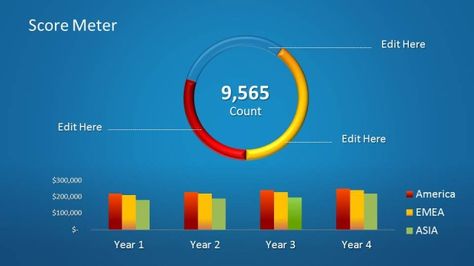 Score Meter
Edit Here
9,565
Count
Edit Here
Edit Here
$300,000
$200,000
$100,000
$-
Year 1
Year 2
Year 3
Year 4
America
EMEA
ASIA